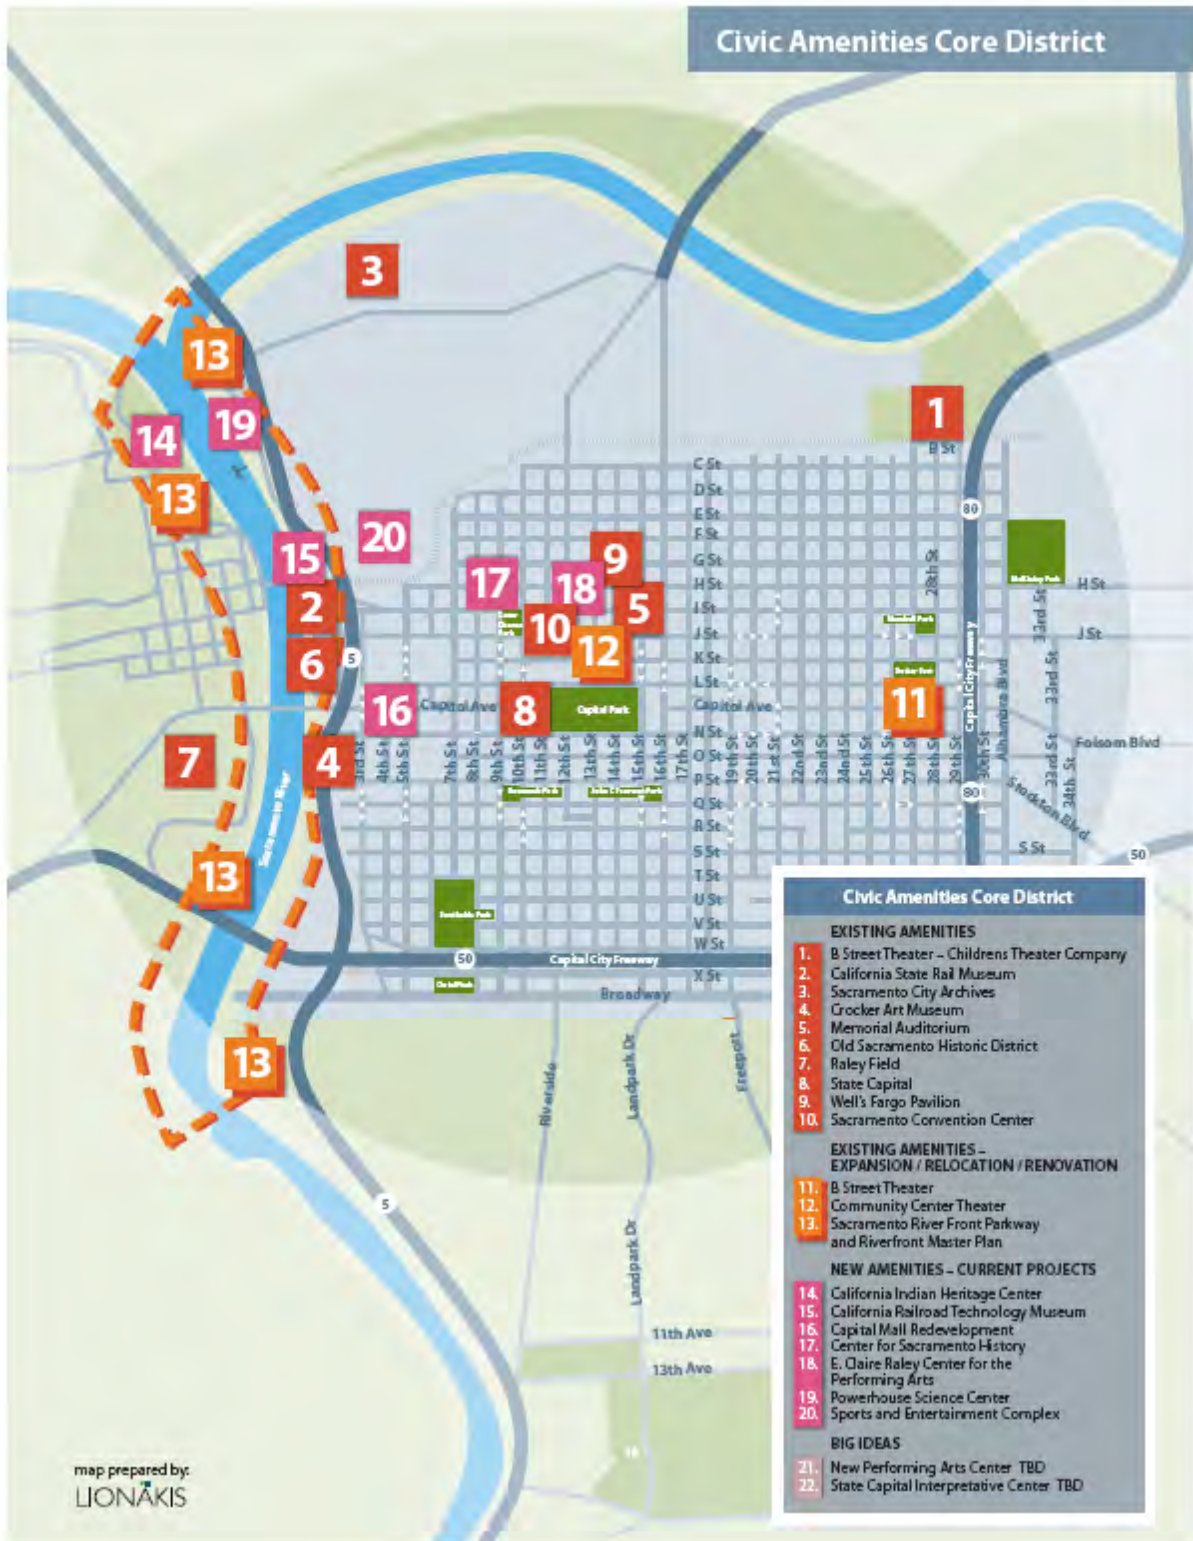 Civic Amenities Core District
3
13
19
14
13
1
B St
C St
D St
E St
F St
G St
H St
I St
J St
K St
L St
Capitol Ave
N St
O St
P St
Q St
R St
S St
T St
U St
V St
W St
X St
80
20
15
9
17
18
2
5
10
12
6
5
16
Capitol Ave
8
Capital Park
11
28th St
McKinley Park
H St
33rd St
J St
Capital City Freeway
Alhambra Blvd
33rd St
Folsom Blvd
33rd St
34th St
Stockton Blvd
S St
50
80
7
4
3rd St
4th St
5th St
7th St
8th St
9th St
10th St
11th St
12th St
13th St
14th St
15th St
16th St
17th St
19th St
20th St
21st St
22nd St
23rd St
24th St
25th St
26th St
27th St
28th St
29th St
30th St
Sacramento River
13
Southside Park
50
Capital City Freeway
Broadway
13
Riverside
Landpark Dr
Freeport
5
Landpark Dr
11th Ave
13th Ave
Civic Amenities Core District
EXISTING AMENITIES
1. B Street Theater – Childrens Theater Company
2. California State Rail Museum
3. Sacramento City Archives
4. Crocker Art Museum
5. Memorial Auditorium
6. Old Sacramento Historic District
7. Raley Field
8. State Capital
9. Well's Fargo Pavilion
10. Sacramento Convention Center
EXISTING AMENITIES –
EXPANSION / RELOCATION / RENOVATION
11. B Street Theater
12. Community Center Theater
13. Sacramento River Front Parkway
and Riverfront Master Plan
NEW AMENITIES – CURRENT PROJECTS
14. California Indian Heritage Center
15. California Railroad Technology Museum
16. Capital Mall Redevelopment
17. Center for Sacramento History
18. E. Claire Raley Center for the
Performing Arts
19. Powerhouse Science Center
20. Sports and Entertainment Complex
BIG IDEAS
21. New Performing Arts Center TBD
22. State Capital Interpretative Center TBD
map prepared by:
LIONAKIS